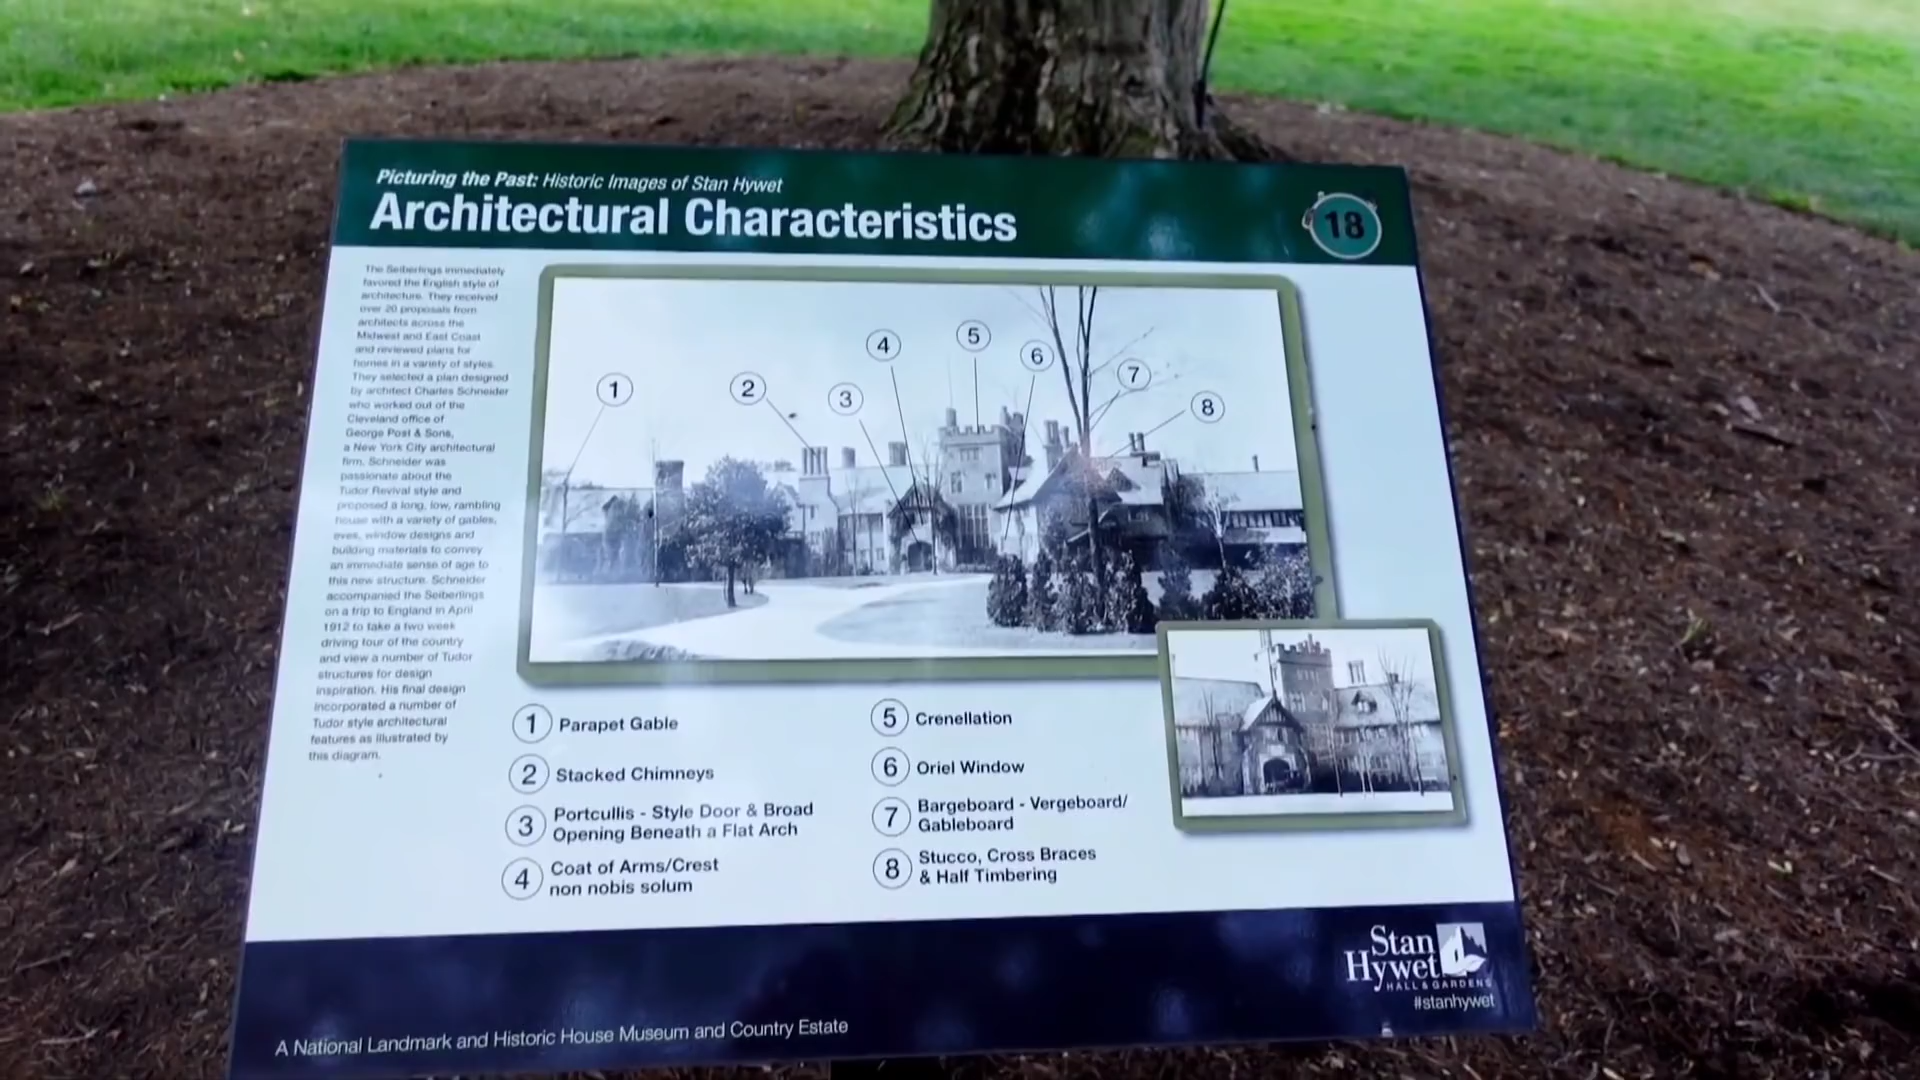 Picturing the Past: Historic Images of Stan Hywet
Architectural Characteristics
18
The Seiberlings immediately
favored the English style of
architecture. They received
over 20 proposals from
architects across the
Midwest and East Coast
and reviewed plans for
homes in a variety of styles.
They selected a plan designed
by architect Charles Schneider
who worked out of the
Cleveland office of
George Post & Sons,
a New York City architectural
firm. Schneider was
passionate about the
Tudor Revival style and
proposed a long, low, rambling
house with a variety of gables,
eves, window designs and
building materials to convey
an immediate sense of age to
this new structure. Schneider
accompanied the Seiberlings
on a trip to England in April
1912 to take a two week
driving tour of the country
and view a number of Tudor
structures for design
inspiration. His final design
incorporated a number of
Tudor style architectural
features as illustrated by
this diagram.
1
2
3
4
5
6
7
8
1 Parapet Gable
2 Stacked Chimneys
3 Portcullis - Style Door & Broad
Opening Beneath a Flat Arch
4 Coat of Arms/Crest
non nobis solum
5 Crenellation
6 Oriel Window
7 Bargeboard - Vergeboard/
Gableboard
8 Stucco, Cross Braces
& Half Timbering
Stan
Hywet
HALL & GARDENS
#stanhywet
A National Landmark and Historic House Museum and Country Estate